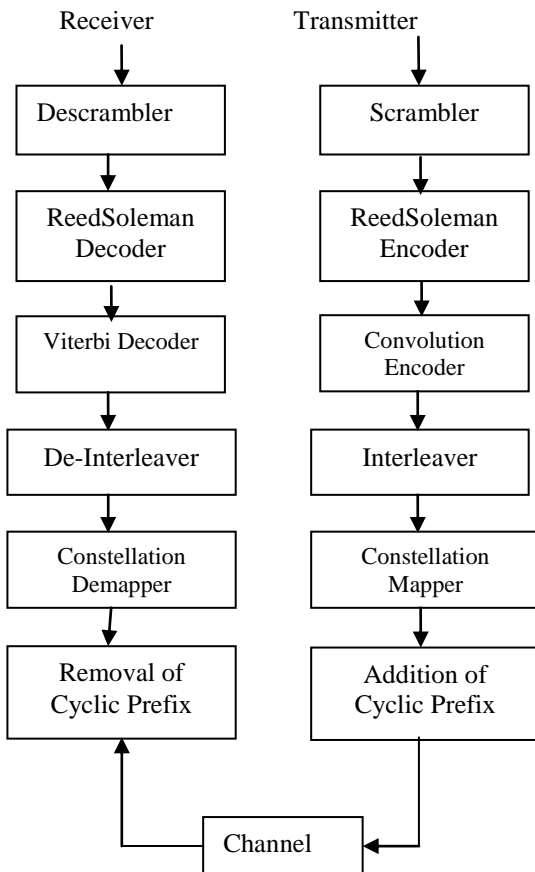 Receiver
Transmitter
Descrambler
Scrambler
ReedSoleman
Decoder
ReedSoleman
Encoder
Viterbi Decoder
Convolution
Encoder
De-Interleaver
Interleaver
Constellation
Demapper
Constellation
Mapper
Removal of
Cyclic Prefix
Addition of
Cyclic Prefix
Channel